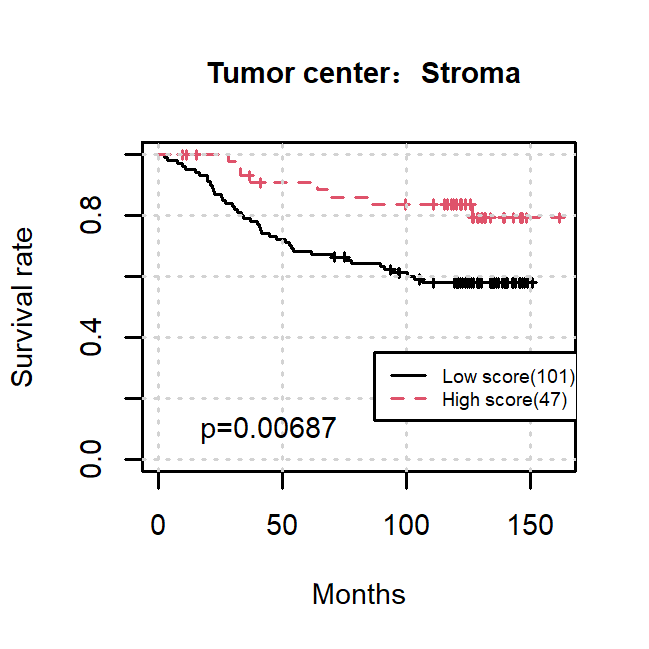 Tumor center：Stroma
Survival rate
0.8
0.4
0.0
Low score(101)
High score(47)
p=0.00687
0 50 100 150
Months